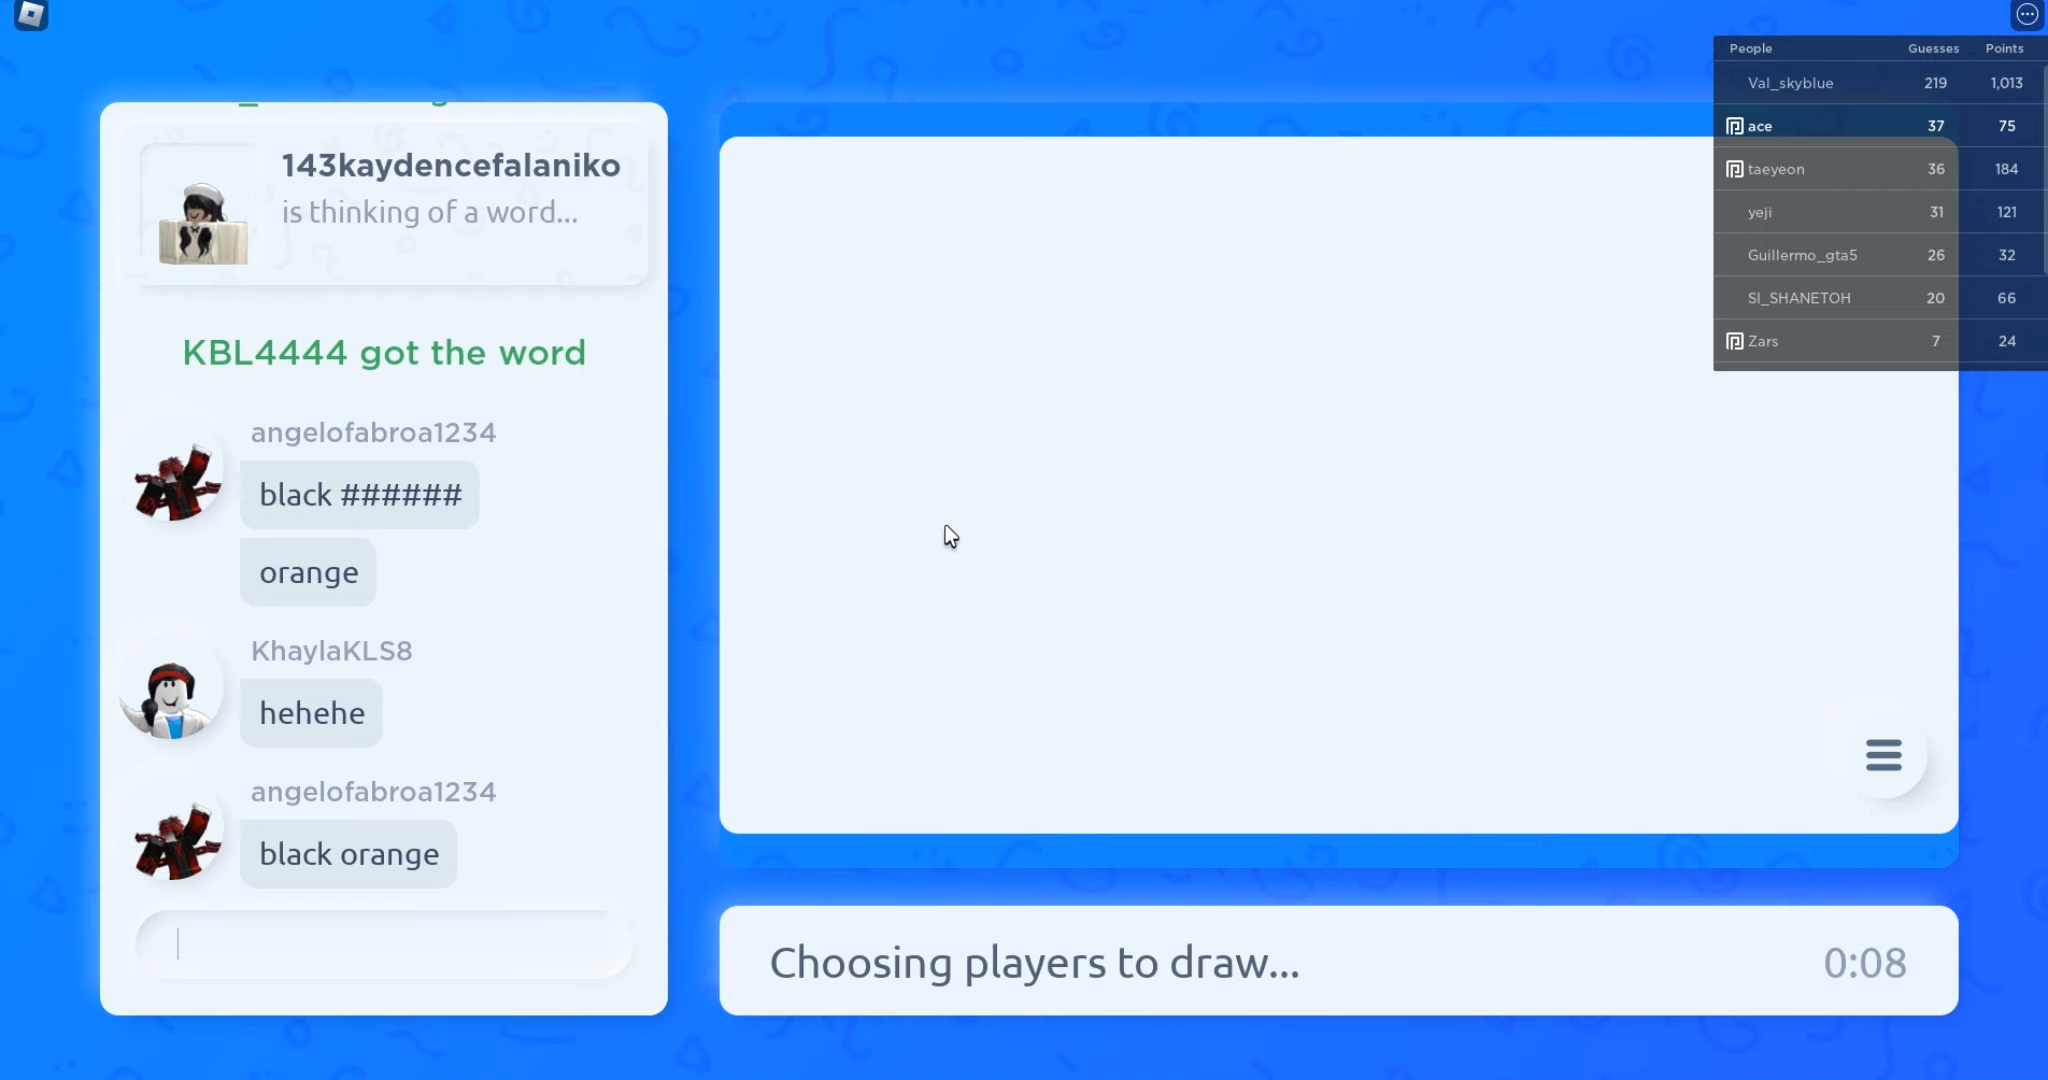 143kaydencefalaniko
is thinking of a word...
KBL4444 got the word
angelofabroa1234
black ######
orange
KhaylaKLS8
hehehe
angelofabroa1234
black orange
Choosing players to draw...
0:08
People Guesses Points
Val_skyblue 219 1,013
ace 37 75
taeyeon 36 184
yeji 31 121
Guillermo_gta5 26 32
SI_SHANETOH 20 66
Zars 7 24